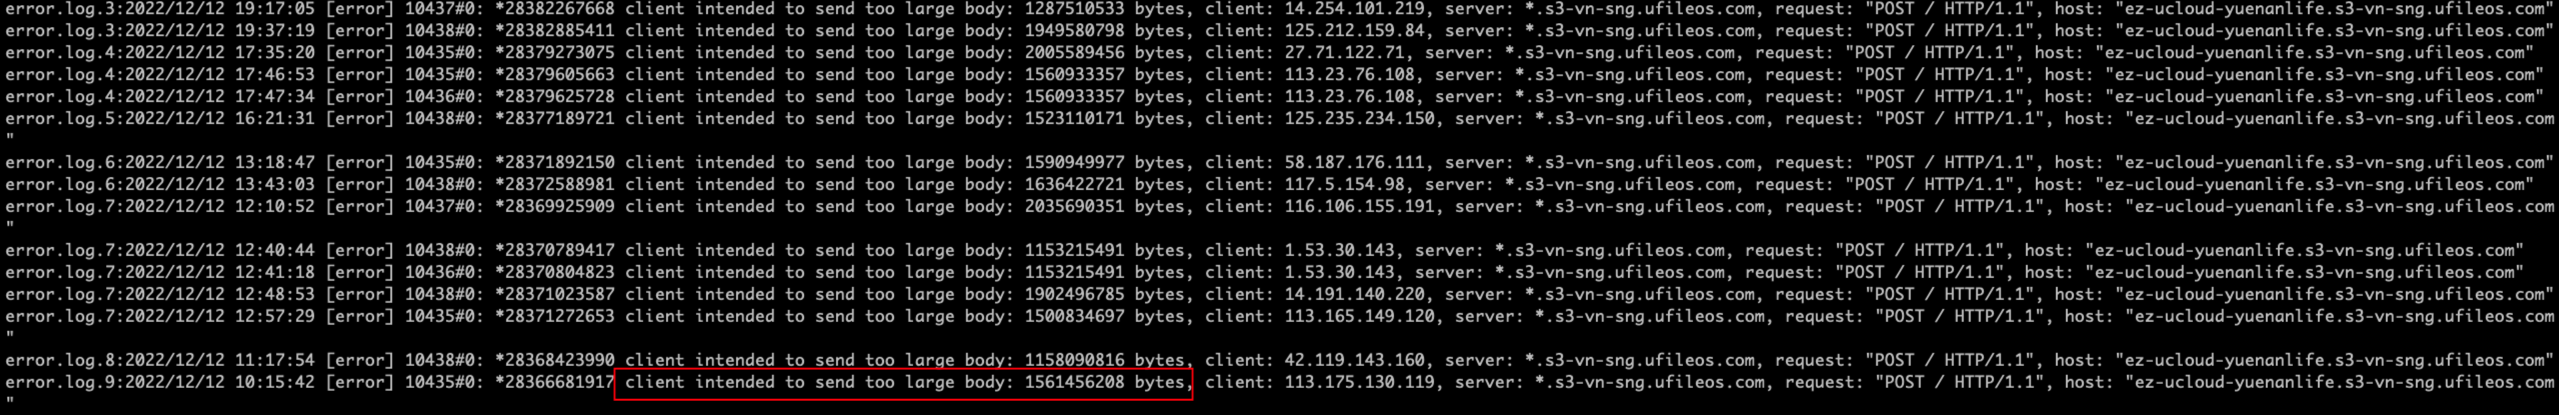 error.log.3:2022/12/12 19:17:05 [error] 10437#0: *28382267668 client intended to send too large body: 1287510533 bytes, client: 14.254.101.219, server: *.s3-vn-sng.ufileos.com, request: "POST / HTTP/1.1", host: "ez-ucloud-yuenanlife.s3-vn-sng.ufileos.com"
error.log.3:2022/12/12 19:37:19 [error] 10438#0: *28382885411 client intended to send too large body: 1949580798 bytes, client: 125.212.159.84, server: *.s3-vn-sng.ufileos.com, request: "POST / HTTP/1.1", host: "ez-ucloud-yuenanlife.s3-vn-sng.ufileos.com"
error.log.4:2022/12/12 17:35:20 [error] 10435#0: *28379273075 client intended to send too large body: 2005589456 bytes, client: 27.71.122.71, server: *.s3-vn-sng.ufileos.com, request: "POST / HTTP/1.1", host: "ez-ucloud-yuenanlife.s3-vn-sng.ufileos.com"
error.log.4:2022/12/12 17:46:53 [error] 10435#0: *28379605663 client intended to send too large body: 1560933357 bytes, client: 113.23.76.108, server: *.s3-vn-sng.ufileos.com, request: "POST / HTTP/1.1", host: "ez-ucloud-yuenanlife.s3-vn-sng.ufileos.com"
error.log.4:2022/12/12 17:47:34 [error] 10436#0: *28379625728 client intended to send too large body: 1560933357 bytes, client: 113.23.76.108, server: *.s3-vn-sng.ufileos.com, request: "POST / HTTP/1.1", host: "ez-ucloud-yuenanlife.s3-vn-sng.ufileos.com"
error.log.5:2022/12/12 16:21:31 [error] 10438#0: *28377189721 client intended to send too large body: 1523110171 bytes, client: 125.235.234.150, server: *.s3-vn-sng.ufileos.com, request: "POST / HTTP/1.1", host: "ez-ucloud-yuenanlife.s3-vn-sng.ufileos.com
"
error.log.6:2022/12/12 13:18:47 [error] 10435#0: *28371892150 client intended to send too large body: 1590949977 bytes, client: 58.187.176.111, server: *.s3-vn-sng.ufileos.com, request: "POST / HTTP/1.1", host: "ez-ucloud-yuenanlife.s3-vn-sng.ufileos.com"
error.log.6:2022/12/12 13:43:03 [error] 10438#0: *28372588981 client intended to send too large body: 1636422721 bytes, client: 117.5.154.98, server: *.s3-vn-sng.ufileos.com, request: "POST / HTTP/1.1", host: "ez-ucloud-yuenanlife.s3-vn-sng.ufileos.com"
error.log.7:2022/12/12 12:10:52 [error] 10437#0: *28369925909 client intended to send too large body: 2035690351 bytes, client: 116.106.155.191, server: *.s3-vn-sng.ufileos.com, request: "POST / HTTP/1.1", host: "ez-ucloud-yuenanlife.s3-vn-sng.ufileos.com
"
error.log.7:2022/12/12 12:40:44 [error] 10438#0: *28370789417 client intended to send too large body: 1153215491 bytes, client: 1.53.30.143, server: *.s3-vn-sng.ufileos.com, request: "POST / HTTP/1.1", host: "ez-ucloud-yuenanlife.s3-vn-sng.ufileos.com"
error.log.7:2022/12/12 12:41:18 [error] 10436#0: *28370804823 client intended to send too large body: 1153215491 bytes, client: 1.53.30.143, server: *.s3-vn-sng.ufileos.com, request: "POST / HTTP/1.1", host: "ez-ucloud-yuenanlife.s3-vn-sng.ufileos.com"
error.log.7:2022/12/12 12:48:53 [error] 10438#0: *28371023587 client intended to send too large body: 1902496785 bytes, client: 14.191.140.220, server: *.s3-vn-sng.ufileos.com, request: "POST / HTTP/1.1", host: "ez-ucloud-yuenanlife.s3-vn-sng.ufileos.com"
error.log.7:2022/12/12 12:57:29 [error] 10435#0: *28371272653 client intended to send too large body: 1500834697 bytes, client: 113.165.149.120, server: *.s3-vn-sng.ufileos.com, request: "POST / HTTP/1.1", host: "ez-ucloud-yuenanlife.s3-vn-sng.ufileos.com
"
error.log.8:2022/12/12 11:17:54 [error] 10438#0: *28368423990 client intended to send too large body: 1158090816 bytes, client: 42.119.143.160, server: *.s3-vn-sng.ufileos.com, request: "POST / HTTP/1.1", host: "ez-ucloud-yuenanlife.s3-vn-sng.ufileos.com"
error.log.9:2022/12/12 10:15:42 [error] 10435#0: *28366681917 client intended to send too large body: 1561456208 bytes, client: 113.175.130.119, server: *.s3-vn-sng.ufileos.com, request: "POST / HTTP/1.1", host: "ez-ucloud-yuenanlife.s3-vn-sng.ufileos.com
"